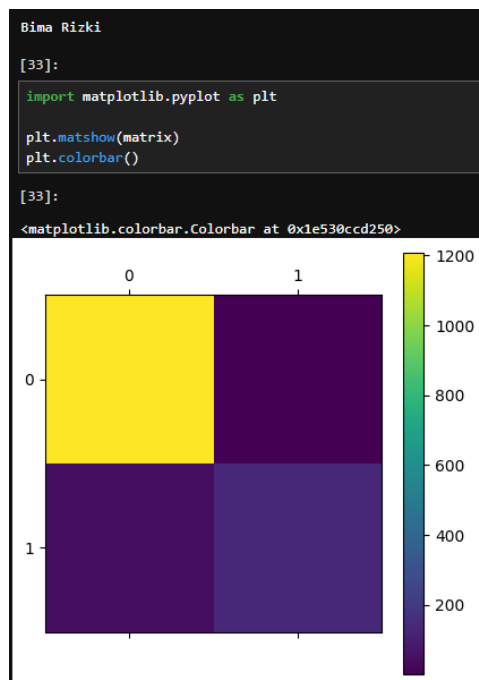 Bima Rizki
[33]:
import matplotlib.pyplot as plt
plt.matshow(matrix)
plt.colorbar()
[33]:
<matplotlib.colorbar.Colorbar at 0x1e530ccd250>
0 1
0
1
1200
1000
800
600
400
200